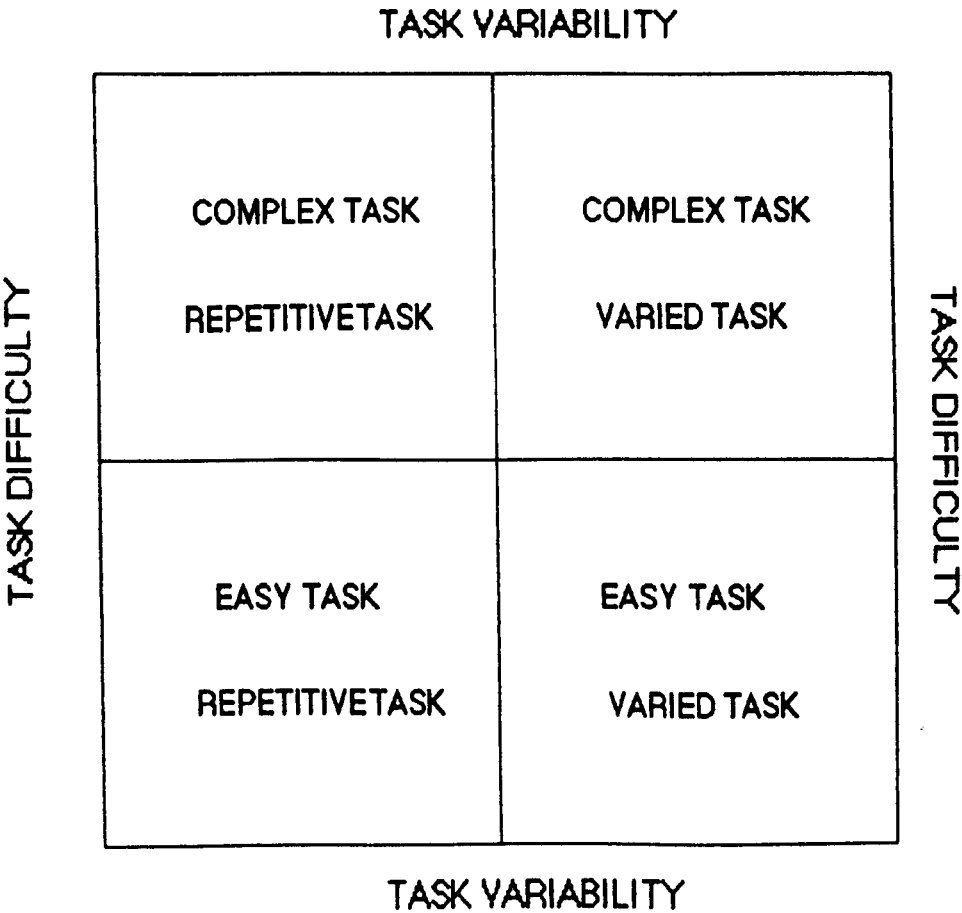 TASK VARIABILITY
COMPLEX TASK
REPETITIVETASK
COMPLEX TASK
VARIED TASK
TASK DIFFICULTY
TASK DIFFICULTY
EASY TASK
REPETITIVETASK
EASY TASK
VARIED TASK
TASK VARIABILITY